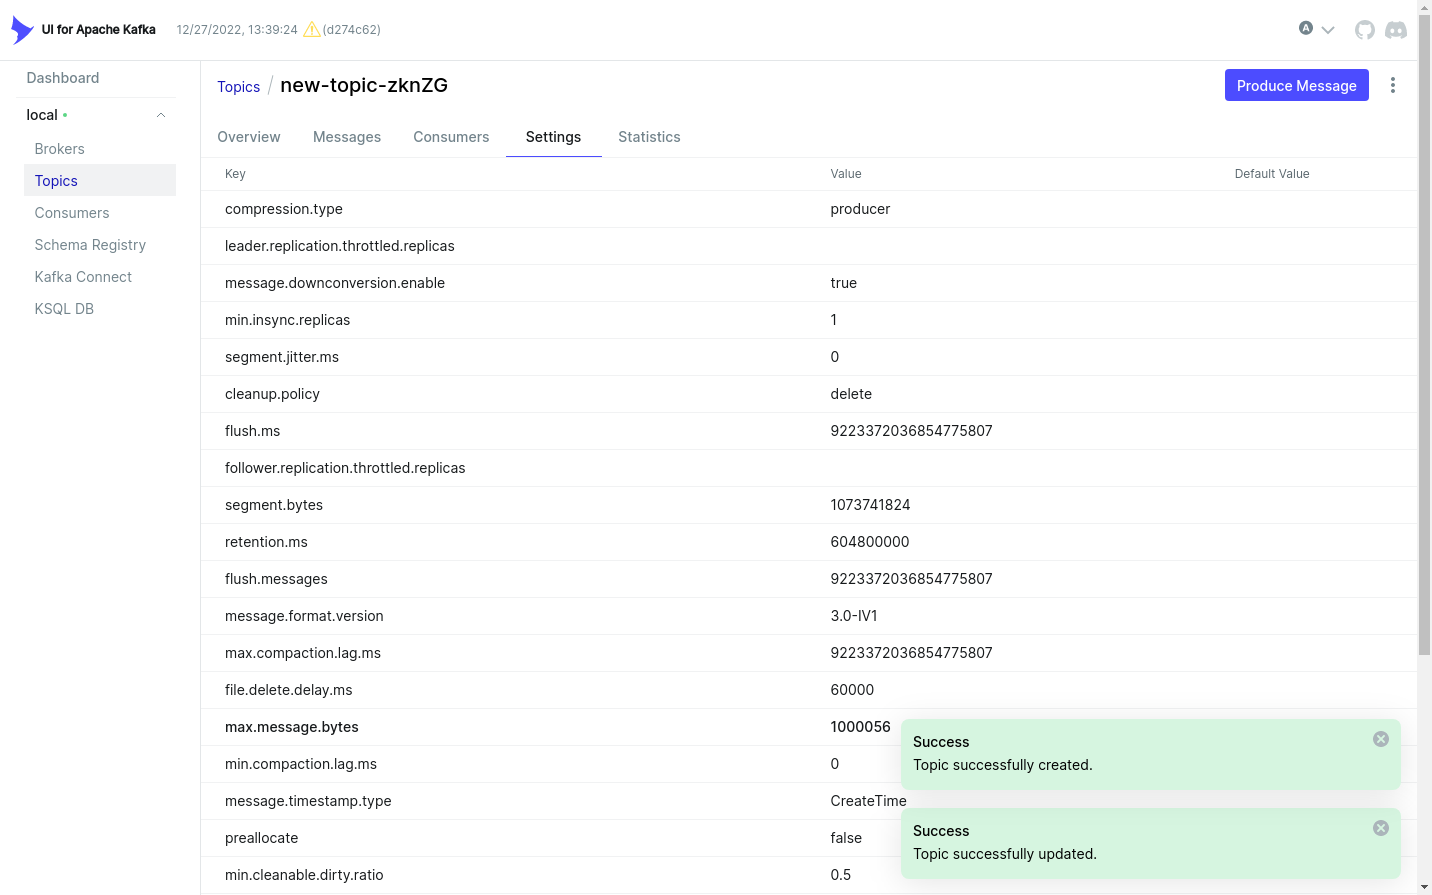 UI for Apache Kafka
12/27/2022, 13:39:24 (d274c62)
A
Dashboard
local
Brokers
Topics
Consumers
Schema Registry
Kafka Connect
KSQL DB
Topics / new-topic-zknZG
Produce Message
Overview Messages Consumers Settings Statistics
Key Value Default Value
compression.type producer
leader.replication.throttled.replicas
message.downconversion.enable true
min.insync.replicas 1
segment.jitter.ms 0
cleanup.policy delete
flush.ms 9223372036854775807
follower.replication.throttled.replicas
segment.bytes 1073741824
retention.ms 604800000
flush.messages 9223372036854775807
message.format.version 3.0-IV1
max.compaction.lag.ms 9223372036854775807
file.delete.delay.ms 60000
max.message.bytes 1000056
min.compaction.lag.ms 0
message.timestamp.type CreateTime
preallocate false
min.cleanable.dirty.ratio 0.5
Success
Topic successfully created.
Success
Topic successfully updated.